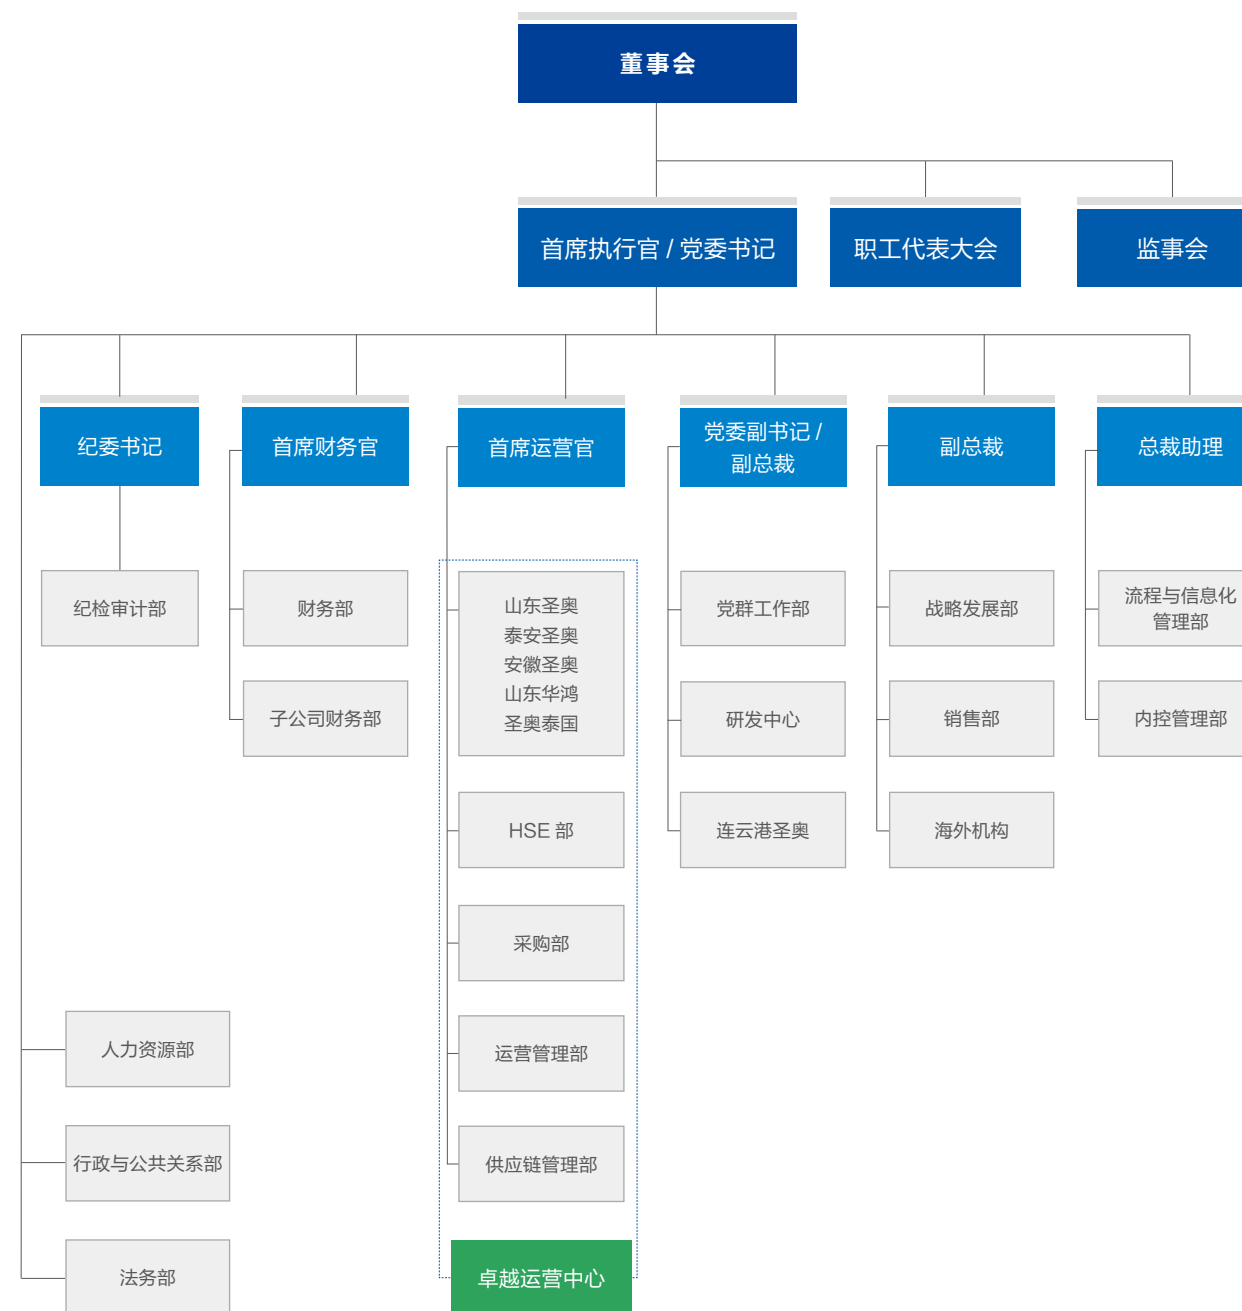 董事会
首席执行官 / 党委书记
职工代表大会
监事会
纪委书记
首席财务官
首席运营官
党委副书记 /
副总裁
副总裁
总裁助理
纪检审计部
财务部
子公司财务部
山东圣奥
泰安圣奥
安徽圣奥
山东华鸿
圣奥泰国
HSE 部
采购部
运营管理部
供应链管理部
卓越运营中心
党群工作部
研发中心
连云港圣奥
战略发展部
销售部
海外机构
流程与信息化
管理部
内控管理部
人力资源部
行政与公共关系部
法务部